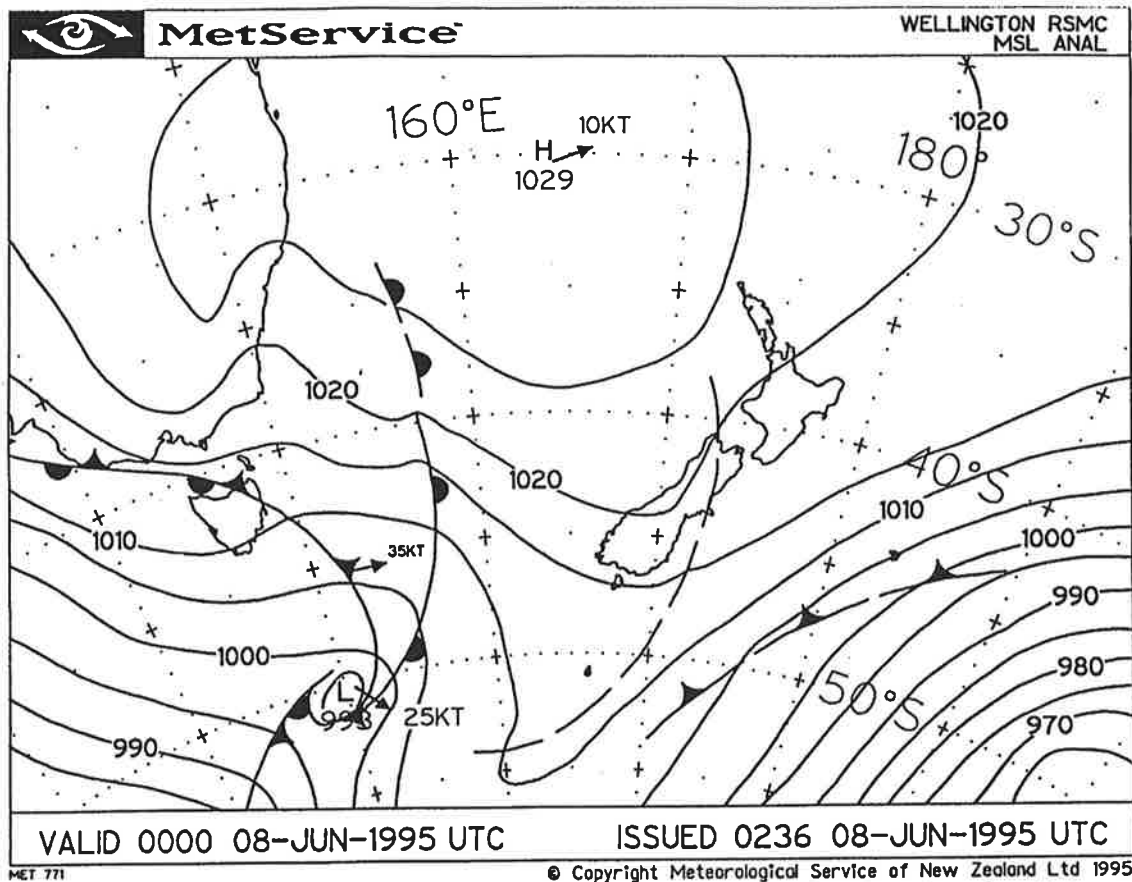 MetService
WELLINGTON RSMC
MSL ANAL
160°E
H
10KT
1029
1020
180°
30°S
1020
1020
40°S
1010
1010
35KT
1000
990
1000
980
L
50°S
25KT
970
990
VALID 0000 08-JUN-1995 UTC
ISSUED 0236 08-JUN-1995 UTC
MET 771
© Copyright Meteorological Service of New Zealand Ltd 1995